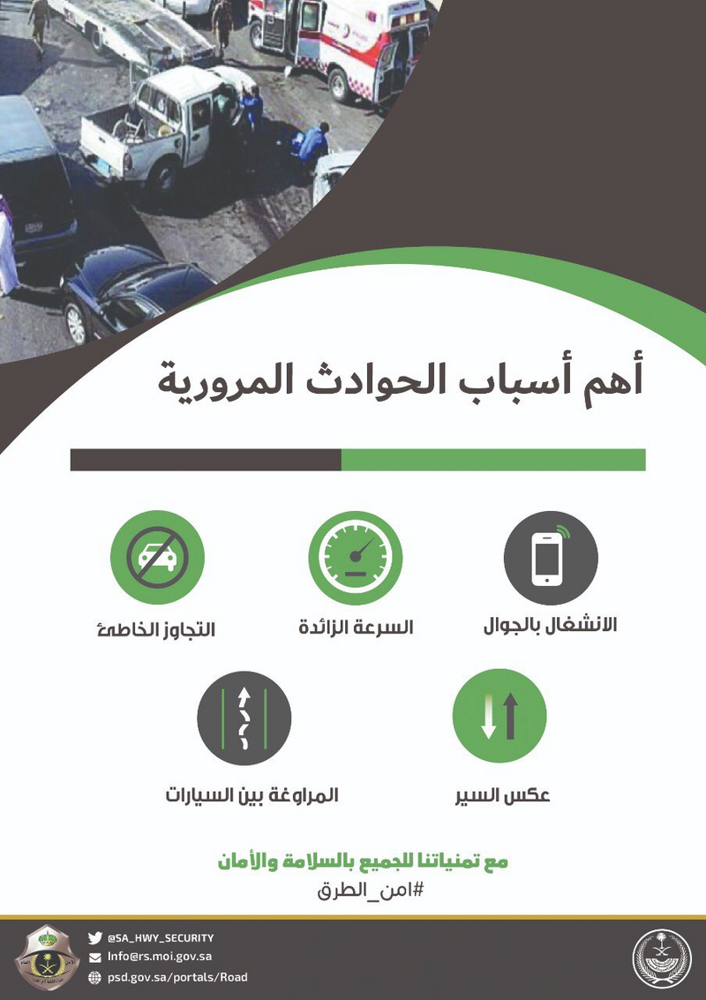 أهم أسباب الحوادث المرورية
الانشغال بالجوال
السرعة الزائدة
التجاوز الخاطئ
عكس السير
المراوغة بين السيارات
مع تمنياتنا للجميع بالسلامة والأمان
#امن_الطرق
@SA_HWY_SECURITY
Info@rs.moi.gov.sa
psd.gov.sa/portals/Road